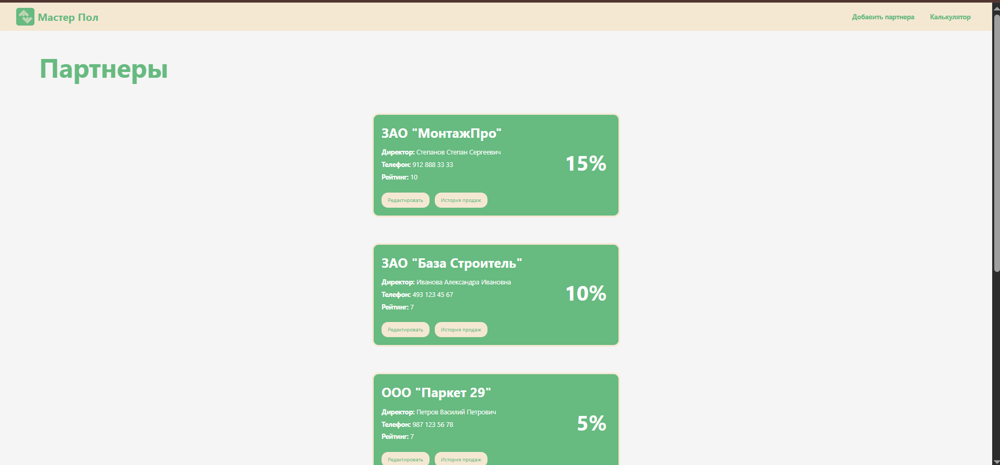 Мастер Пол
Добавить партнера
Калькулятор
Партнеры
ЗАО "МонтажПро"
Директор: Степанов Степан Сергеевич
Телефон: 912 888 33 33
Рейтинг: 10
15%
Редактировать
История продаж
ЗАО "База Строитель"
Директор: Иванова Александра Ивановна
Телефон: 493 123 45 67
Рейтинг: 7
10%
Редактировать
История продаж
ООО "Паркет 29"
Директор: Петров Василий Петрович
Телефон: 987 123 56 78
Рейтинг: 7
5%
Редактировать
История продаж